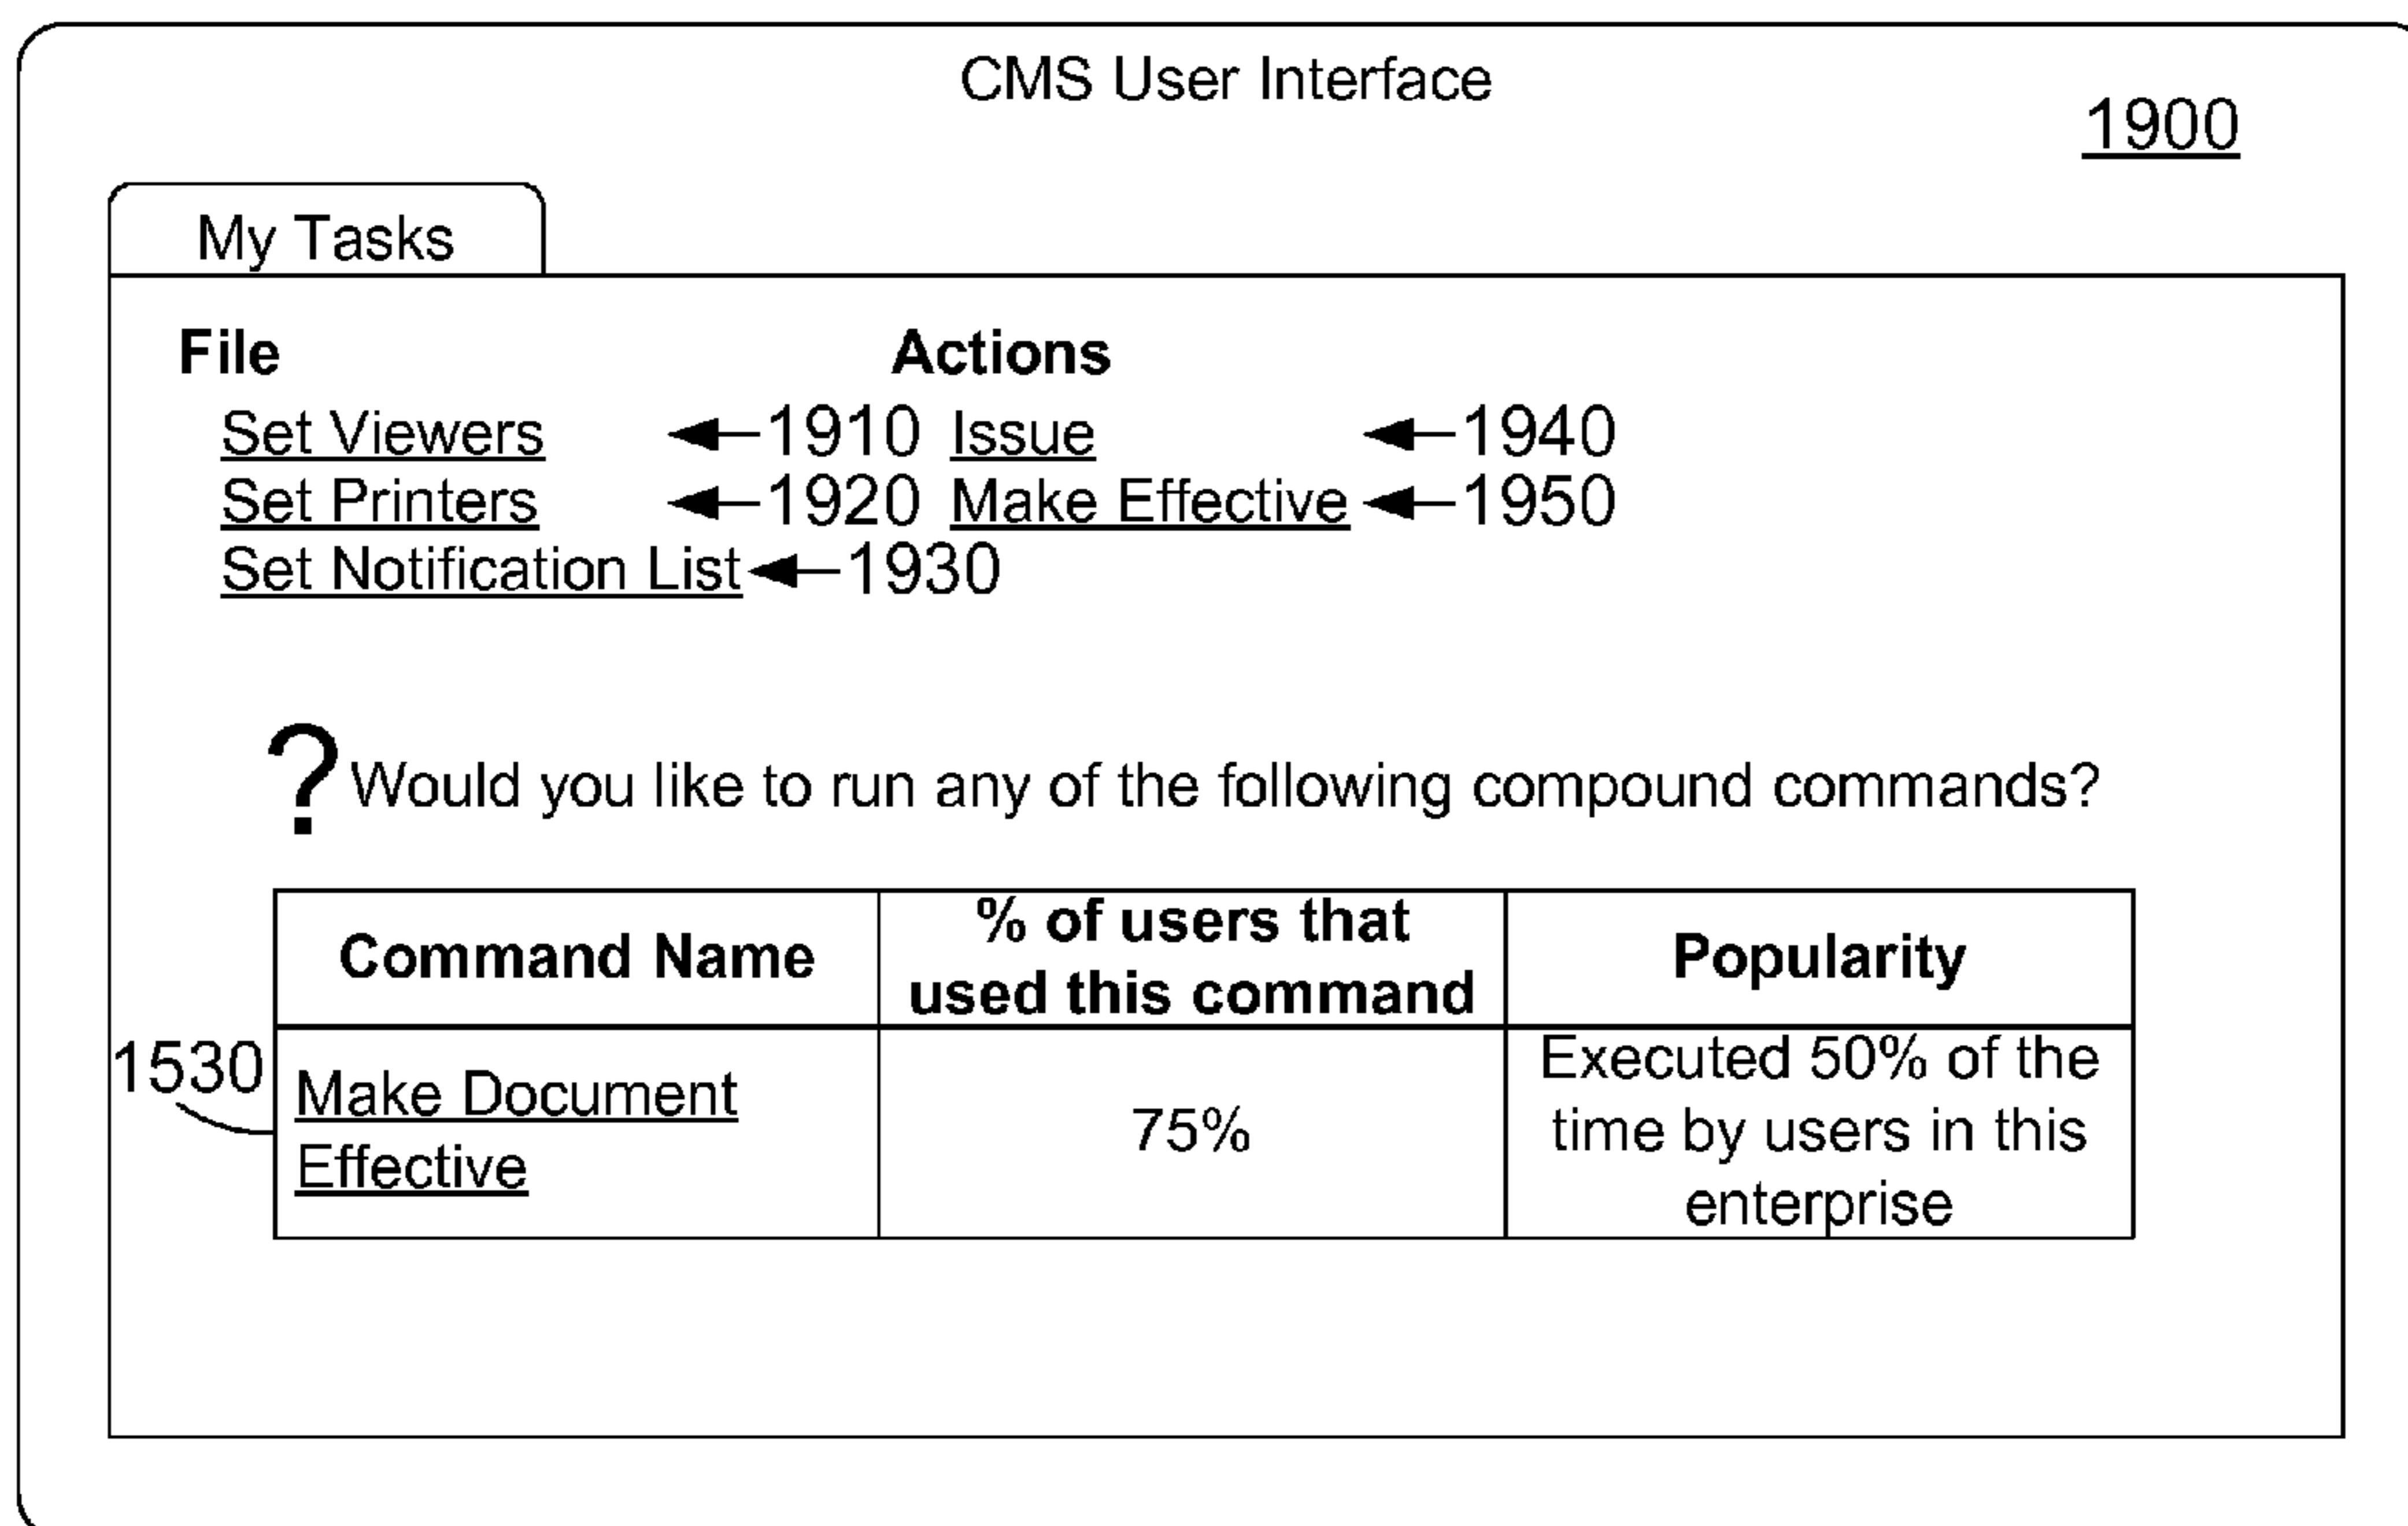 CMS User Interface
1900
My Tasks
File Actions
Set Viewers 1910 Issue 1940
Set Printers 1920 Make Effective 1950
Set Notification List 1930
? Would you like to run any of the following compound commands?
Command Name
% of users that
used this command
Popularity
1530
Make Document
Effective
75%
Executed 50% of the
time by users in this
enterprise